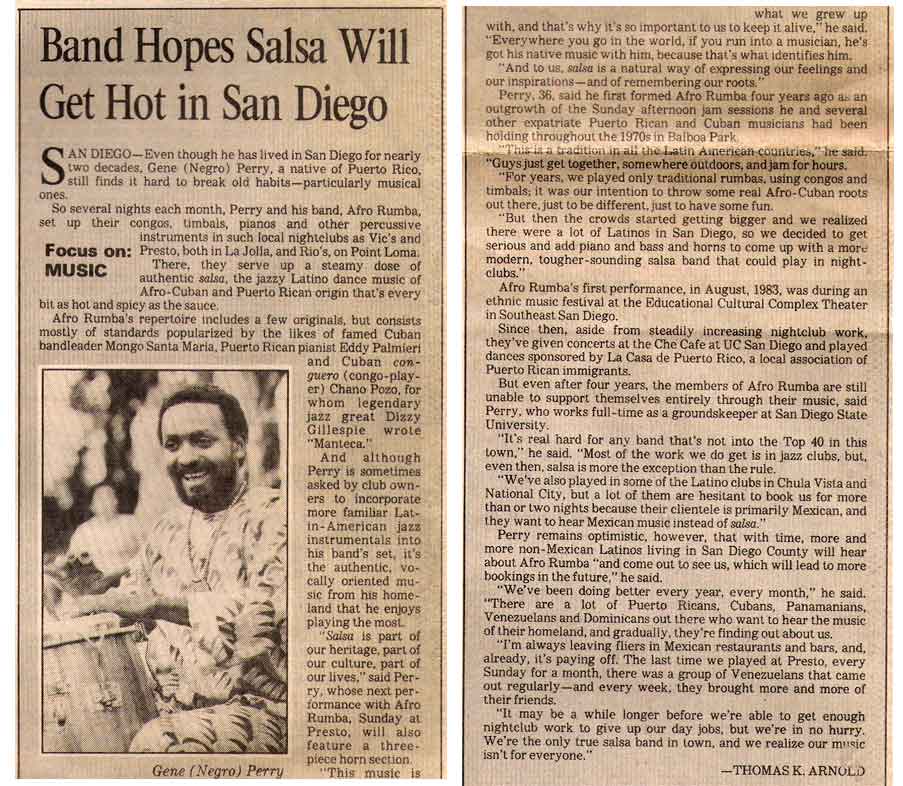 Band Hopes Salsa Will
Get Hot in San Diego
SAN DIEGO—Even though he has lived in San Diego for nearly
two decades, Gene (Negro) Perry, a native of Puerto Rico,
still finds it hard to break old habits—particularly musical
ones.
So several nights each month, Perry and his band, Afro Rumba,
set up their congos, timbals, pianos and other percussive
instruments in such local nightclubs as Vic's and
Focus on:
MUSIC
Presto, both in La Jolla, and Rio's, on Point Loma.
There, they serve up a steamy dose of
authentic salsa, the jazzy Latino dance music of
Afro-Cuban and Puerto Rican origin that's every
bit as hot and spicy as the sauce.
Afro Rumba's repertoire includes a few originals, but consists
mostly of standards popularized by the likes of famed Cuban
bandleader Mongo Santa Maria, Puerto Rican pianist Eddy Palmieri
and Cuban con-
guero (congo-play-
er) Chano Pozo, for
whom legendary
jazz great Dizzy
Gillespie wrote
"Manteca."
And although
Perry is sometimes
asked by club own-
ers to incorporate
more familiar Lat-
in-American jazz
instrumentals into
his band's set, it's
the authentic, vo-
cally oriented mu-
sic from his home-
land that he enjoys
playing the most.
"Salsa is part of
our heritage, part of
our culture, part of
our lives," said Per-
ry, whose next per-
formance with Afro
Rumba, Sunday at
Presto, will also
feature a three-
piece horn section.
"This music is
Gene (Negro) Perry
what we grew up
with, and that's why it's so important to us to keep it alive," he said.
"Everywhere you go in the world, if you run into a musician, he's
got his native music with him, because that's what identifies him.
"And to us, salsa is a natural way of expressing our feelings and
our inspirations—and of remembering our roots."
Perry, 36, said he first formed Afro Rumba four years ago as an
outgrowth of the Sunday afternoon jam sessions he and several
other expatriate Puerto Rican and Cuban musicians had been
holding throughout the 1970s in Balboa Park.
"This is a tradition in all the Latin American countries," he said.
"Guys just get together, somewhere outdoors, and jam for hours.
"For years, we played only traditional rumbas, using congos and
timbals; it was our intention to throw some real Afro-Cuban roots
out there, just to be different, just to have some fun.
"But then the crowds started getting bigger and we realized
there were a lot of Latinos in San Diego, so we decided to get
serious and add piano and bass and horns to come up with a more
modern, tougher-sounding salsa band that could play in night-
clubs."
Afro Rumba's first performance, in August, 1983, was during an
ethnic music festival at the Educational Cultural Complex Theater
in Southeast San Diego.
Since then, aside from steadily increasing nightclub work,
they've given concerts at the Che Cafe at UC San Diego and played
dances sponsored by La Casa de Puerto Rico, a local association of
Puerto Rican immigrants.
But even after four years, the members of Afro Rumba are still
unable to support themselves entirely through their music, said
Perry, who works full-time as a groundskeeper at San Diego State
University.
"It's real hard for any band that's not into the Top 40 in this
town," he said. "Most of the work we do get is in jazz clubs, but,
even then, salsa is more the exception than the rule.
"We've also played in some of the Latino clubs in Chula Vista and
National City, but a lot of them are hesitant to book us for more
than or two nights because their clientele is primarily Mexican, and
they want to hear Mexican music instead of salsa."
Perry remains optimistic, however, that with time, more and
more non-Mexican Latinos living in San Diego County will hear
about Afro Rumba "and come out to see us, which will lead to more
bookings in the future," he said.
"We've been doing better every year, every month," he said.
"There are a lot of Puerto Ricans, Cubans, Panamanians,
Venezuelans and Dominicans out there who want to hear the music
of their homeland, and gradually, they're finding out about us.
"I'm always leaving fliers in Mexican restaurants and bars, and,
already, it's paying off. The last time we played at Presto, every
Sunday for a month, there was a group of Venezuelans that came
out regularly—and every week, they brought more and more of
their friends.
"It may be a while longer before we're able to get enough
nightclub work to give up our day jobs, but we're in no hurry.
We're the only true salsa band in town, and we realize our music
isn't for everyone."
—THOMAS K. ARNOLD